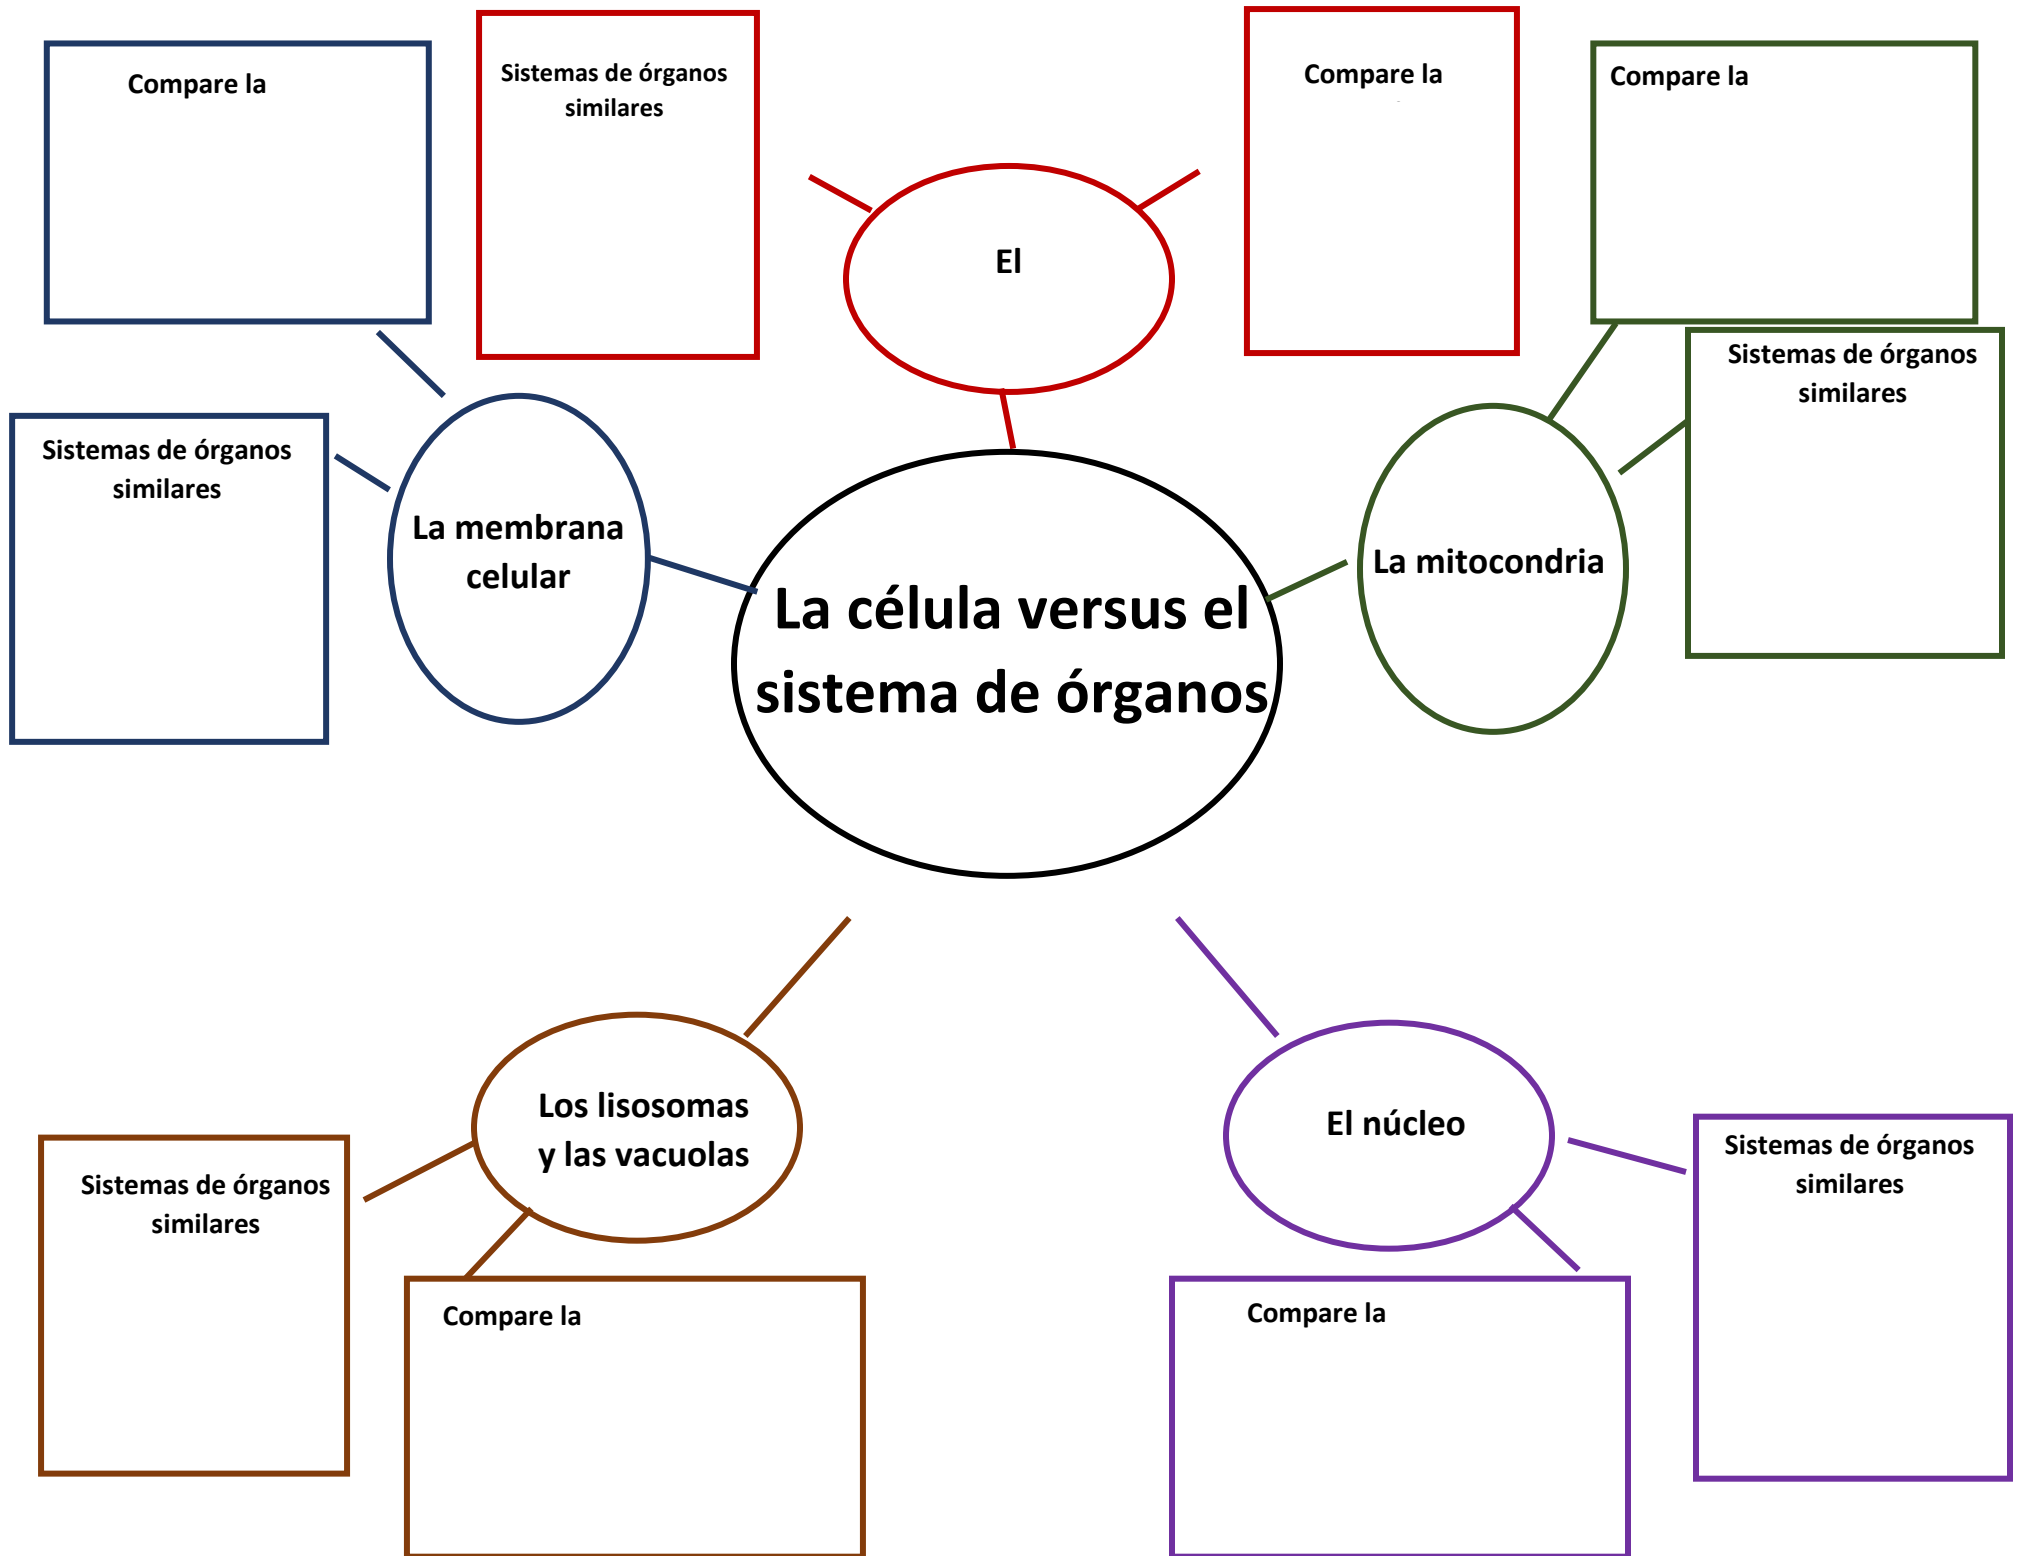 Compare la
Sistemas de órganos
similares
Compare la
Compare la
El
Sistemas de órganos
similares
Sistemas de órganos
similares
La membrana
celular
La mitocondria
La célula versus el
sistema de órganos
Los lisosomas
y las vacuolas
El núcleo
Sistemas de órganos
similares
Sistemas de órganos
similares
Compare la
Compare la